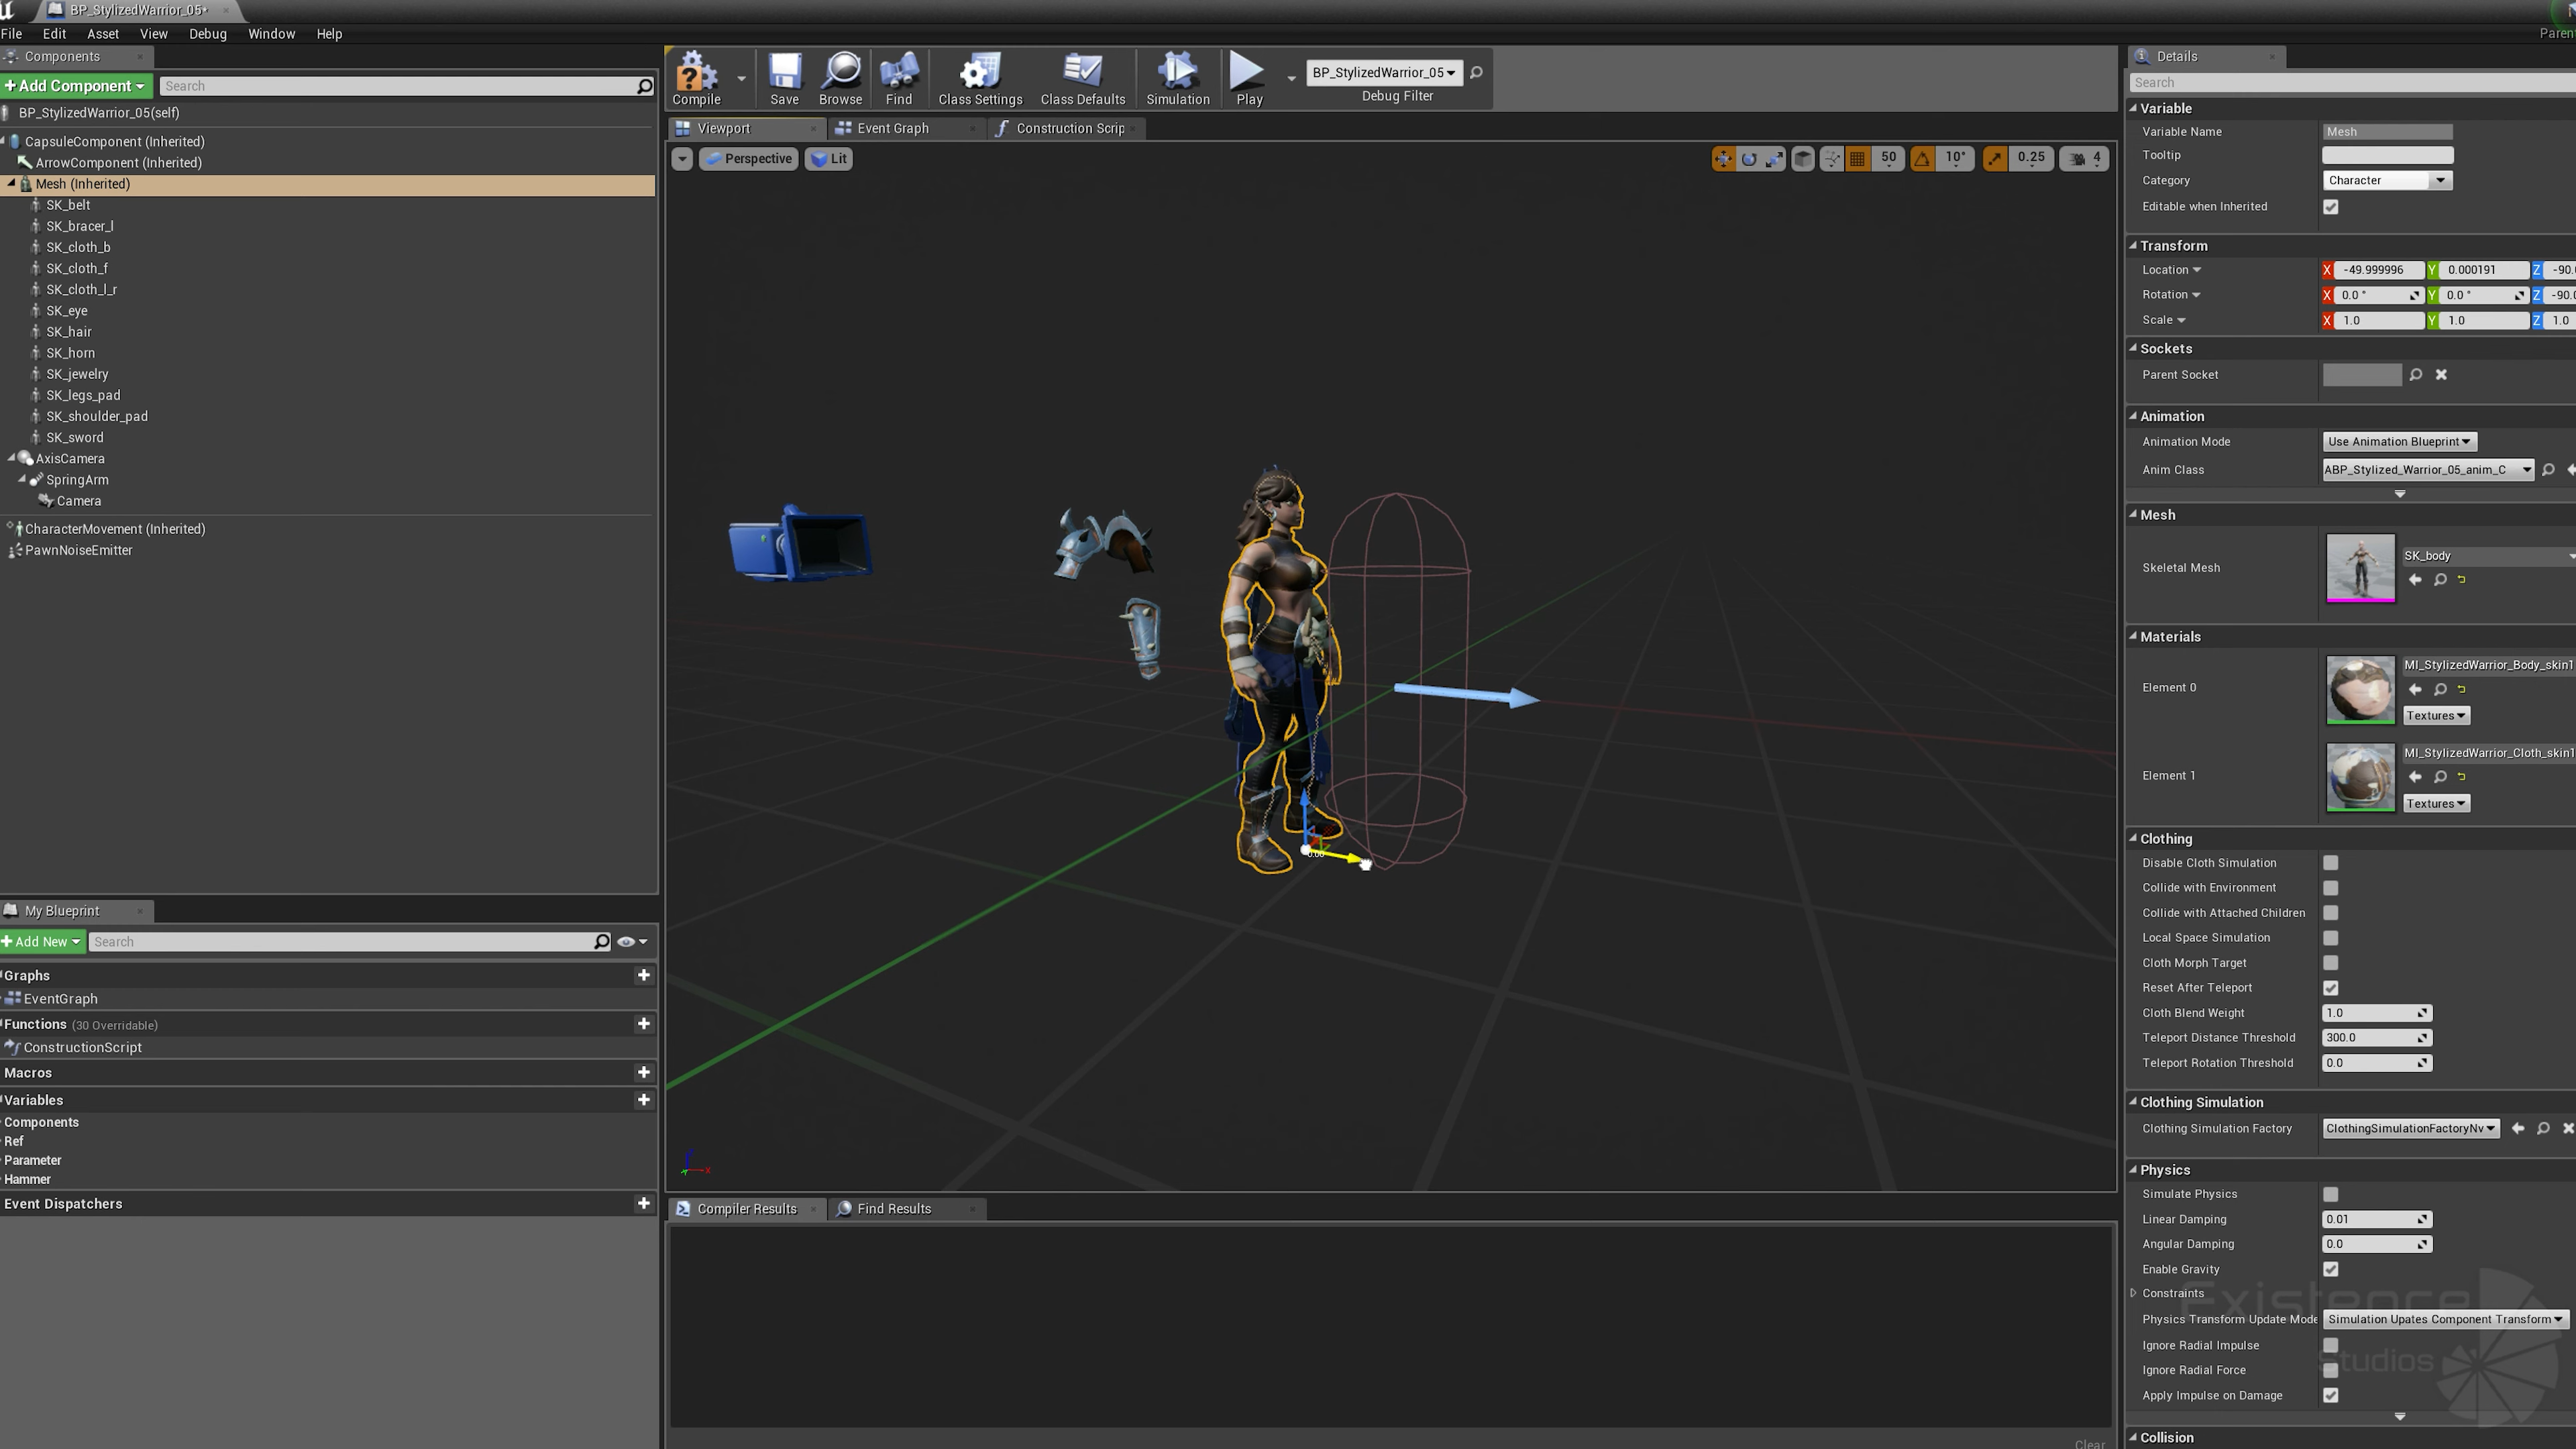 BP_StylizedWarrior_05*
File Edit Asset View Debug Window Help
Components
+Add Component Search
BP_StylizedWarrior_05(self)
CapsuleComponent (Inherited)
ArrowComponent (Inherited)
Mesh (Inherited)
SK_belt
SK_bracer_l
SK_cloth_b
SK_cloth_f
SK_cloth_l_r
SK_eye
SK_hair
SK_horn
SK_jewelry
SK_legs_pad
SK_shoulder_pad
SK_sword
AxisCamera
SpringArm
Camera
CharacterMovement (Inherited)
PawnNoiseEmitter
My Blueprint
+Add New Search
Graphs
EventGraph
Functions (30 Overridable)
ConstructionScript
Macros
Variables
Components
Ref
Parameter
Hammer
Event Dispatchers
Compile Save Browse Find Class Settings Class Defaults Simulation Play
BP_StylizedWarrior_05
Debug Filter
Viewport Event Graph Construction Scrip
Perspective Lit 50 10° 0.25 4
0.00
X
Compiler Results Find Results
Clear
Paren
Details
Search
Variable
Variable Name Mesh
Tooltip
Category Character
Editable when Inherited
Transform
Location X -49.999996 Y 0.000191 Z -90.
Rotation X 0.0 ° Y 0.0 ° Z -90.0
Scale X 1.0 Y 1.0 Z 1.0
Sockets
Parent Socket
Animation
Animation Mode Use Animation Blueprint
Anim Class ABP_Stylized_Warrior_05_anim_C
Mesh
Skeletal Mesh SK_body
Materials
Element 0 MI_StylizedWarrior_Body_skin1
Textures
Element 1 MI_StylizedWarrior_Cloth_skin1
Textures
Clothing
Disable Cloth Simulation
Collide with Environment
Collide with Attached Children
Local Space Simulation
Cloth Morph Target
Reset After Teleport
Cloth Blend Weight 1.0
Teleport Distance Threshold 300.0
Teleport Rotation Threshold 0.0
Clothing Simulation
Clothing Simulation Factory ClothingSimulationFactoryNv
Physics
Simulate Physics
Linear Damping 0.01
Angular Damping 0.0
Enable Gravity
Constraints
Existence
Physics Transform Update Mode Simulation Upates Component Transform
Ignore Radial Impulse
Studios
Ignore Radial Force
Apply Impulse on Damage
Collision